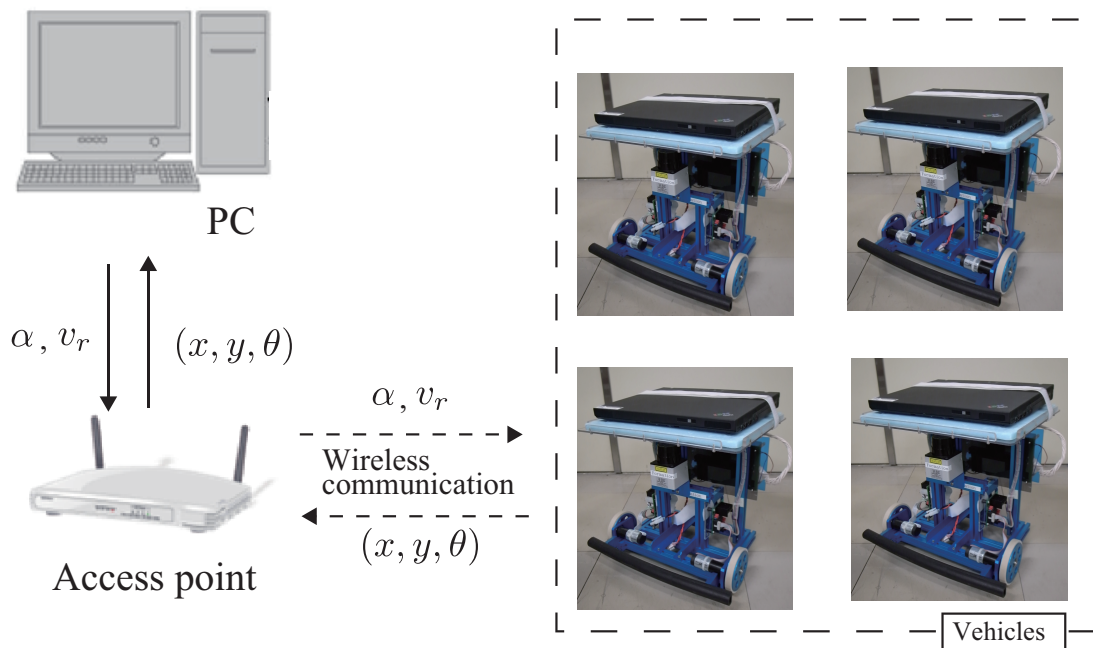 PC
α, v_r
(x, y, θ)
α, v_r
Wireless
communication
(x, y, θ)
Access point
Vehicles